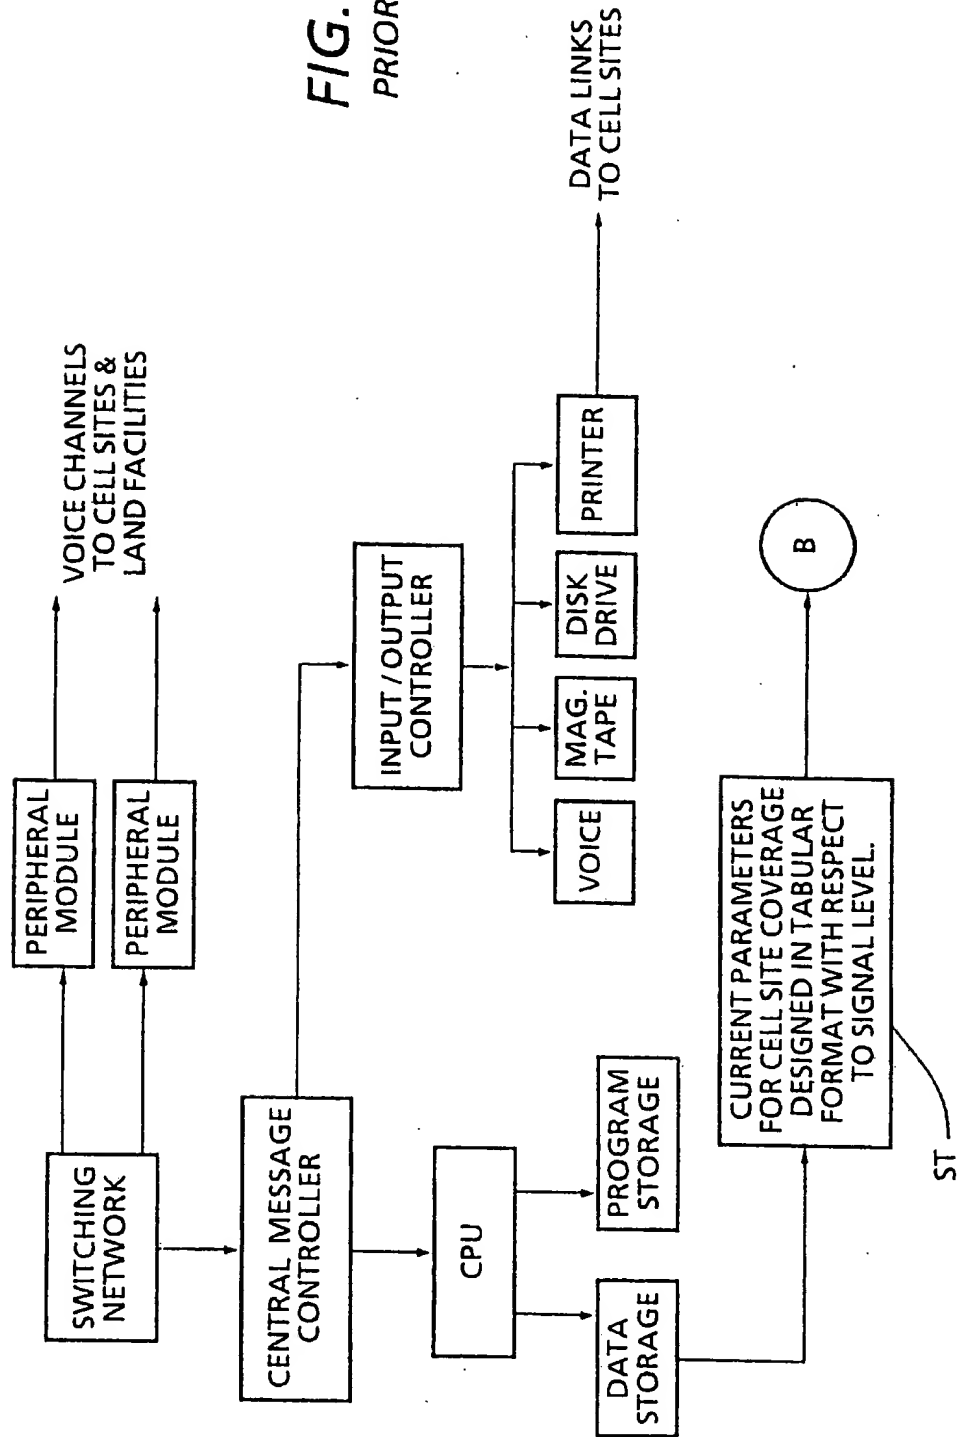 FIG.
PRIOR
SWITCHING
NETWORK
PERIPHERAL
MODULE
PERIPHERAL
MODULE
VOICE CHANNELS
TO CELL SITES &
LAND FACILITIES
CENTRAL MESSAGE
CONTROLLER
INPUT / OUTPUT
CONTROLLER
CPU
VOICE
MAG.
TAPE
DISK
DRIVE
PRINTER
DATA LINKS
TO CELL SITES
DATA
STORAGE
PROGRAM
STORAGE
CURRENT PARAMETERS
FOR CELL SITE COVERAGE
DESIGNED IN TABULAR
FORMAT WITH RESPECT
TO SIGNAL LEVEL.
B
ST